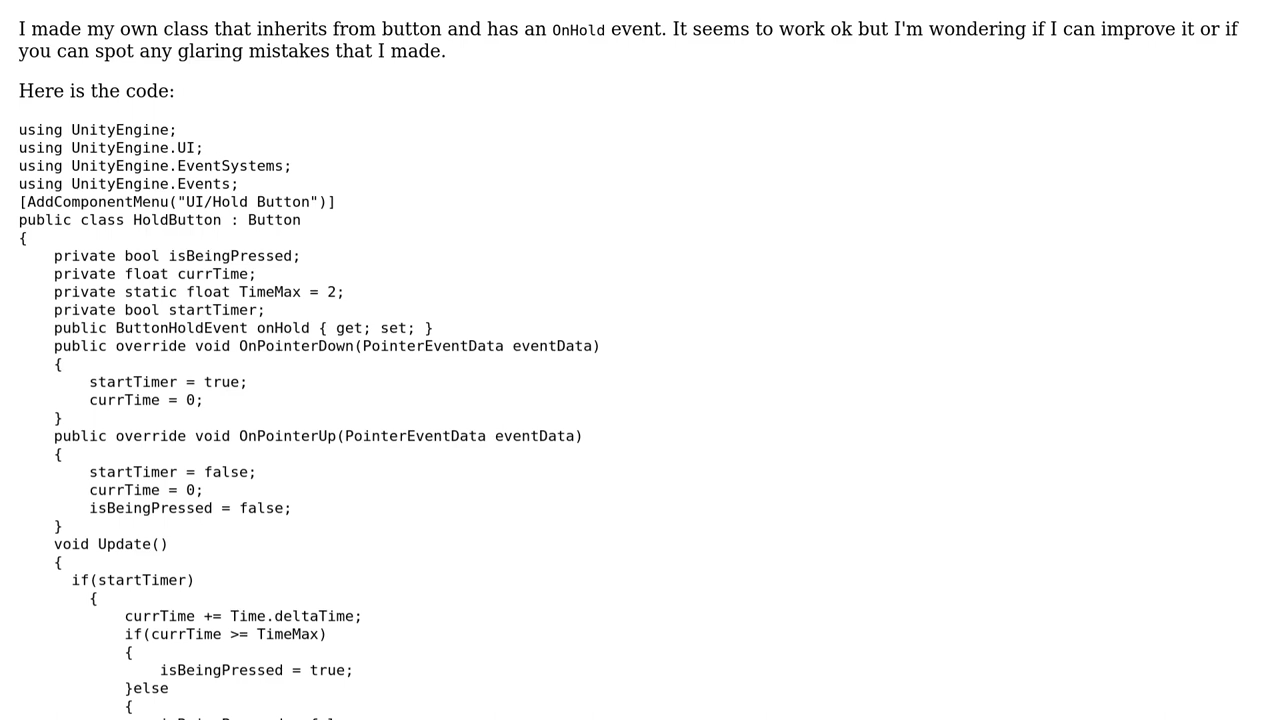 I made my own class that inherits from button and has an OnHold event. It seems to work ok but I'm wondering if I can improve it or if
you can spot any glaring mistakes that I made.
Here is the code:
using UnityEngine;
using UnityEngine.UI;
using UnityEngine.EventSystems;
using UnityEngine.Events;
[AddComponentMenu("UI/Hold Button")]
public class HoldButton : Button
{
    private bool isBeingPressed;
    private float currTime;
    private static float TimeMax = 2;
    private bool startTimer;
    public ButtonHoldEvent onHold { get; set; }
    public override void OnPointerDown(PointerEventData eventData)
    {
        startTimer = true;
        currTime = 0;
    }
    public override void OnPointerUp(PointerEventData eventData)
    {
        startTimer = false;
        currTime = 0;
        isBeingPressed = false;
    }
    void Update()
    {
      if(startTimer)
        {
            currTime += Time.deltaTime;
            if(currTime >= TimeMax)
            {
                isBeingPressed = true;
            }else
            {